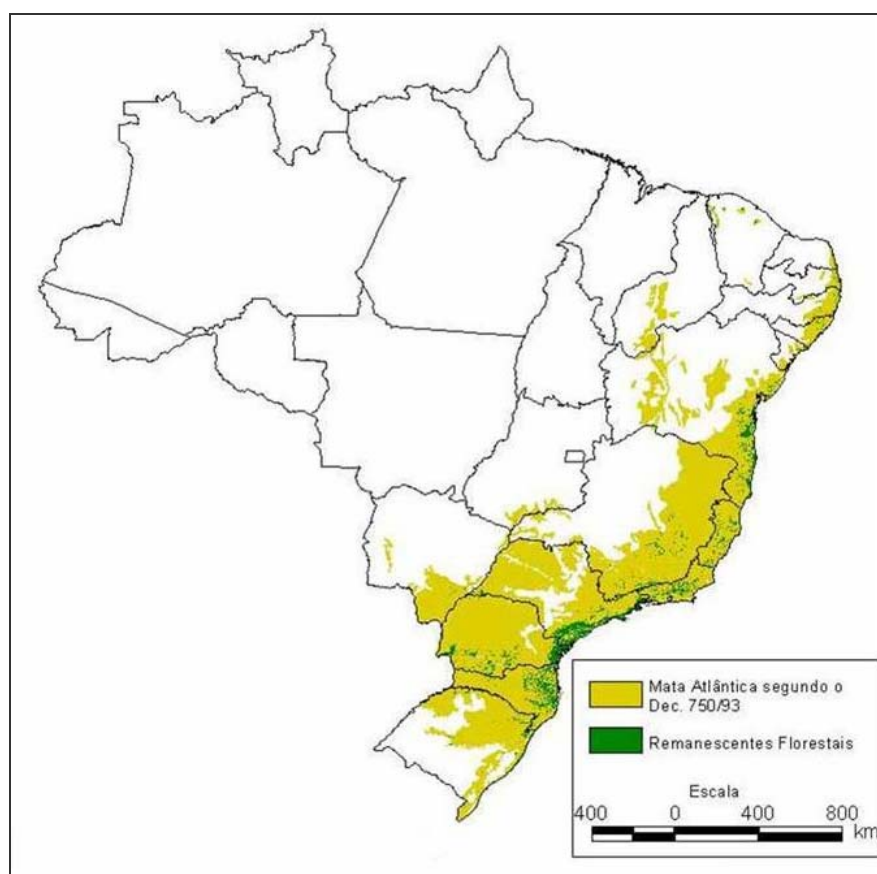 Mata Atlântica segundo o
Dec. 750/93
Remanescentes Florestais
Escala
400 0 400 800
km